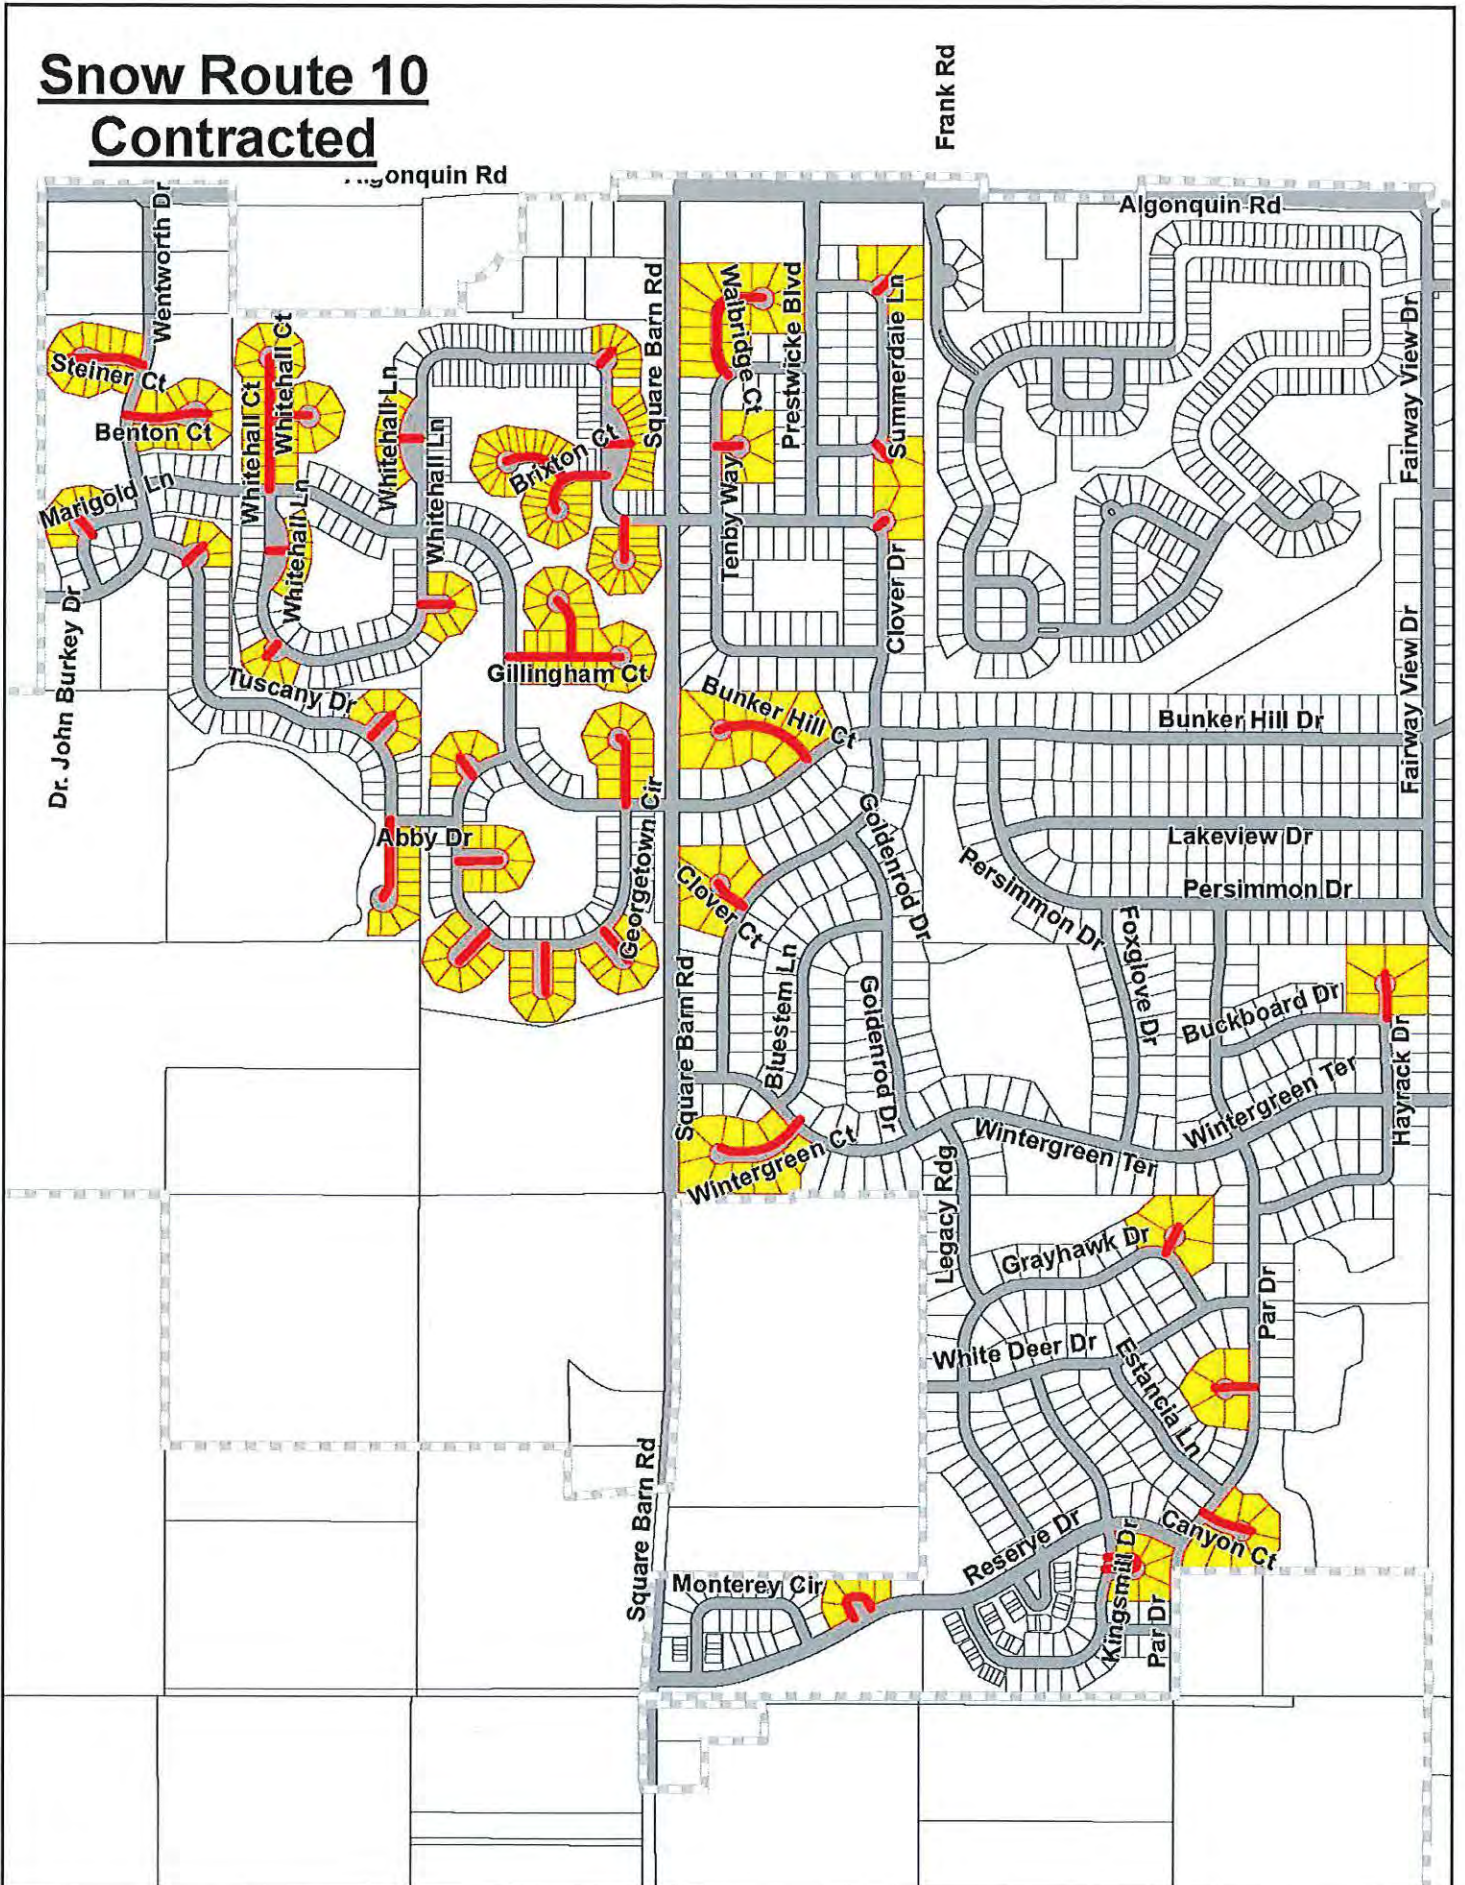 Snow Route 10
Contracted
Frank Rd
Algonquin Rd
Algonquin Rd
Wentworth Dr
Steiner Ct
Benton Ct
Marigold Ln
Whitehall Ct
Whitehall Ct
Whitehall Ln
Whitehall Ln
Whitehall Ln
Brixton Ct
Square Barn Rd
Walbridge Ct
Prestwicke Blvd
Summerdale Ln
Fairway View Dr
Tenby Way
Clover Dr
Dr. John Burkey Dr
Tuscany Dr
Gillingham Ct
Bunker Hill Ct
Bunker Hill Dr
Fairway View Dr
Abby Dr
Georgetown Cir
Clover Ct
Goldenrod Dr
Lakeview Dr
Persimmon Dr
Persimmon Dr
Foxglove Dr
Square Barn Rd
Bluestem Ln
Goldenrod Dr
Buckboard Dr
Hayrack Dr
Wintergreen Ct
Wintergreen Ter
Wintergreen Ter
Legacy Rdg
Grayhawk Dr
Par Dr
White Deer Dr
Estancia Ln
Square Barn Rd
Reserve Dr
Canyon Ct
Monterey Cir
Kingsmill Dr
Par Dr